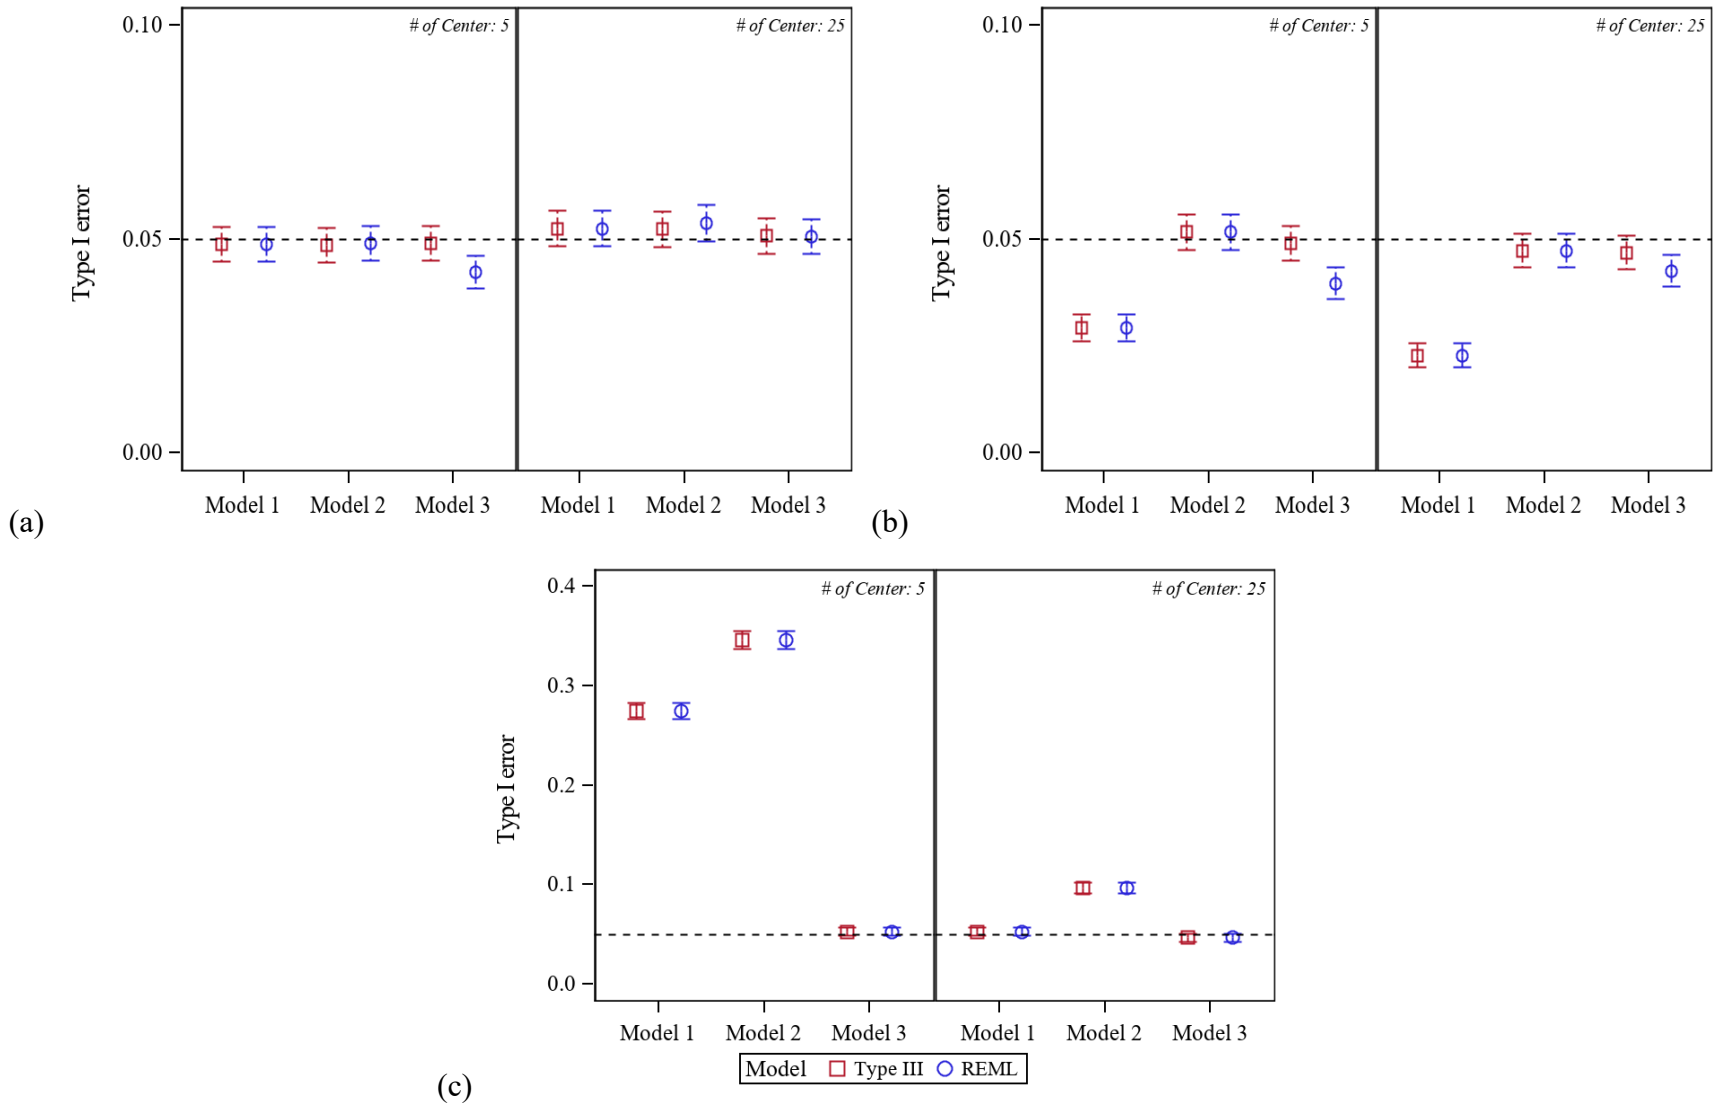 # of Center: 5
# of Center: 25
0.10
0.05
0.00
Type I error
Model 1 Model 2 Model 3 Model 1 Model 2 Model 3
(a)
# of Center: 5
# of Center: 25
0.10
0.05
0.00
Type I error
Model 1 Model 2 Model 3 Model 1 Model 2 Model 3
(b)
# of Center: 5
# of Center: 25
0.4
0.3
0.2
0.1
0.0
Type I error
Model 1 Model 2 Model 3 Model 1 Model 2 Model 3
Model Type III REML
(c)